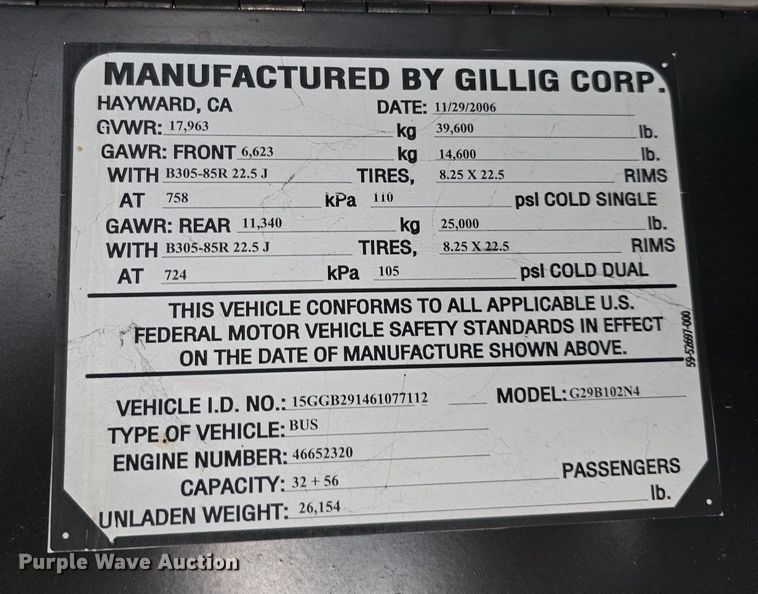 MANUFACTURED BY GILLIG CORP.
HAYWARD, CA DATE: 11/29/2006
GVWR: 17,963 kg 39,600 lb.
GAWR: FRONT 6,623 kg 14,600 lb.
WITH B305-85R 22.5 J TIRES, 8.25 X 22.5 RIMS
AT 758 kPa 110 psI COLD SINGLE
GAWR: REAR 11,340 kg 25,000 lb.
WITH B305-85R 22.5 J TIRES, 8.25 X 22.5 RIMS
AT 724 kPa 105 psI COLD DUAL
THIS VEHICLE CONFORMS TO ALL APPLICABLE U.S.
FEDERAL MOTOR VEHICLE SAFETY STANDARDS IN EFFECT
ON THE DATE OF MANUFACTURE SHOWN ABOVE.
59-52697-000
VEHICLE I.D. NO.: 15GGB291461077112 MODEL: G29B102N4
TYPE OF VEHICLE: BUS
ENGINE NUMBER: 46652320
CAPACITY: 32 + 56 PASSENGERS
UNLADEN WEIGHT: 26,154 lb.
Purple Wave Auction